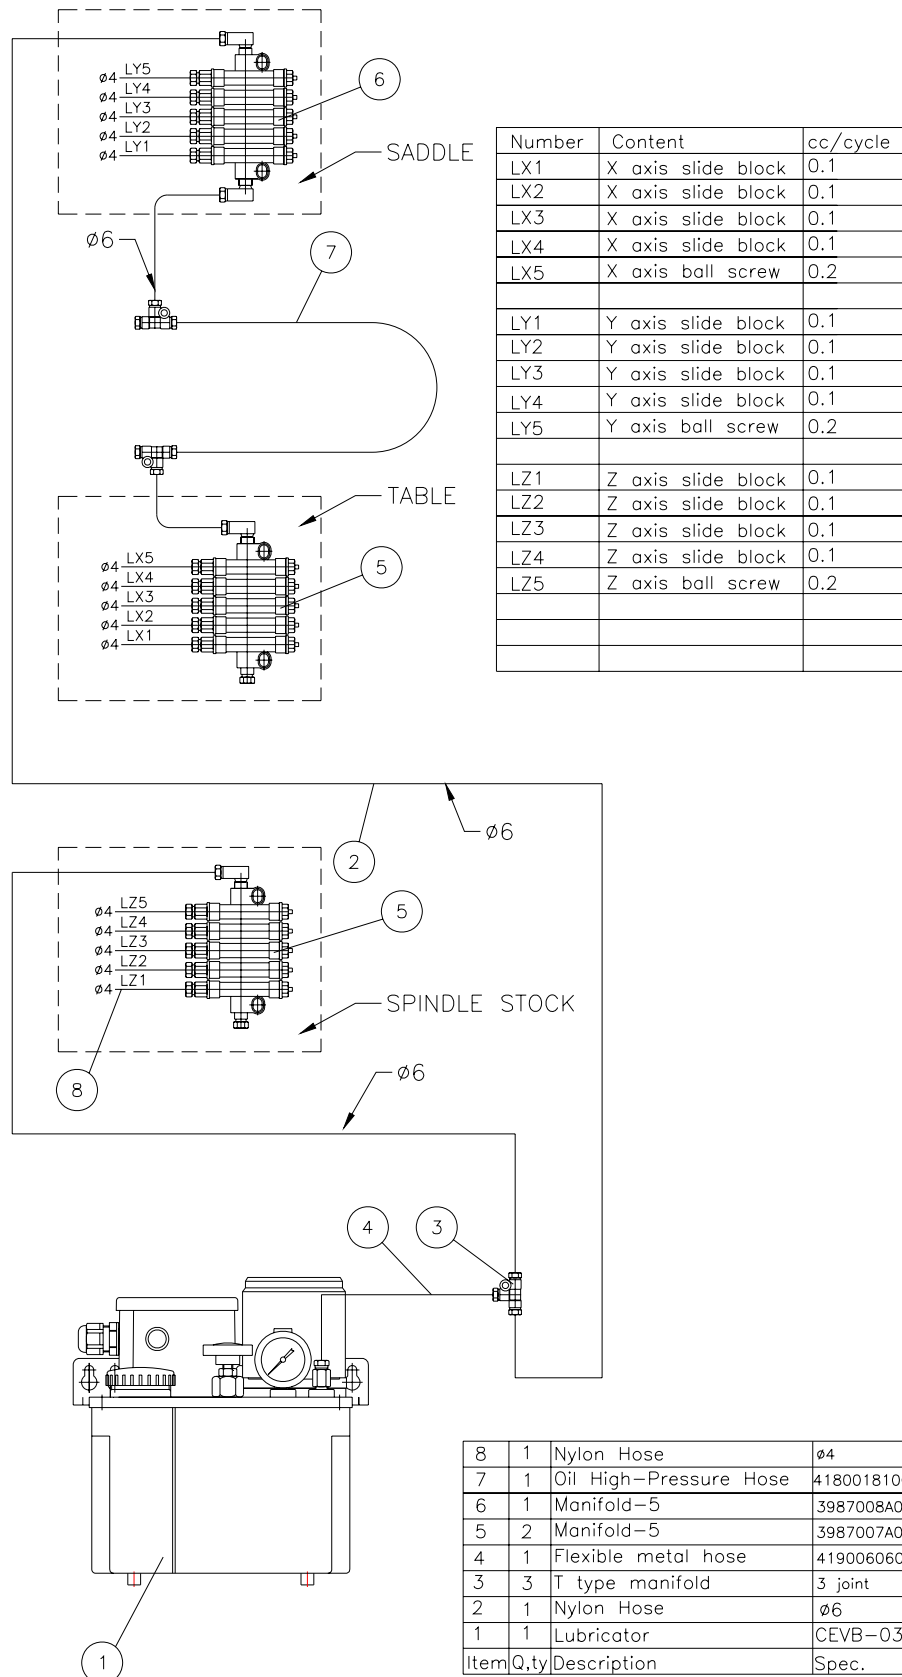 LY5
ø4
LY4
ø4
LY3
ø4
LY2
ø4
LY1
ø4
6
SADDLE
Ø6
7
TABLE
LX5
ø4
LX4
ø4
LX3
ø4
LX2
ø4
LX1
ø4
5
Number Content cc/cycle
LX1 X axis slide block 0.1
LX2 X axis slide block 0.1
LX3 X axis slide block 0.1
LX4 X axis slide block 0.1
LX5 X axis ball screw 0.2
LY1 Y axis slide block 0.1
LY2 Y axis slide block 0.1
LY3 Y axis slide block 0.1
LY4 Y axis slide block 0.1
LY5 Y axis ball screw 0.2
LZ1 Z axis slide block 0.1
LZ2 Z axis slide block 0.1
LZ3 Z axis slide block 0.1
LZ4 Z axis slide block 0.1
LZ5 Z axis ball screw 0.2
Ø6
2
LZ5
ø4
LZ4
ø4
LZ3
ø4
LZ2
ø4
LZ1
ø4
5
SPINDLE STOCK
8
Ø6
4
3
1
8 1 Nylon Hose ø4
7 1 Oil High-Pressure Hose 418001810
6 1 Manifold-5 3987008A0
5 2 Manifold-5 3987007A0
4 1 Flexible metal hose 419006060
3 3 T type manifold 3 joint
2 1 Nylon Hose Ø6
1 1 Lubricator CEVB-03
Item Q,ty Description Spec.